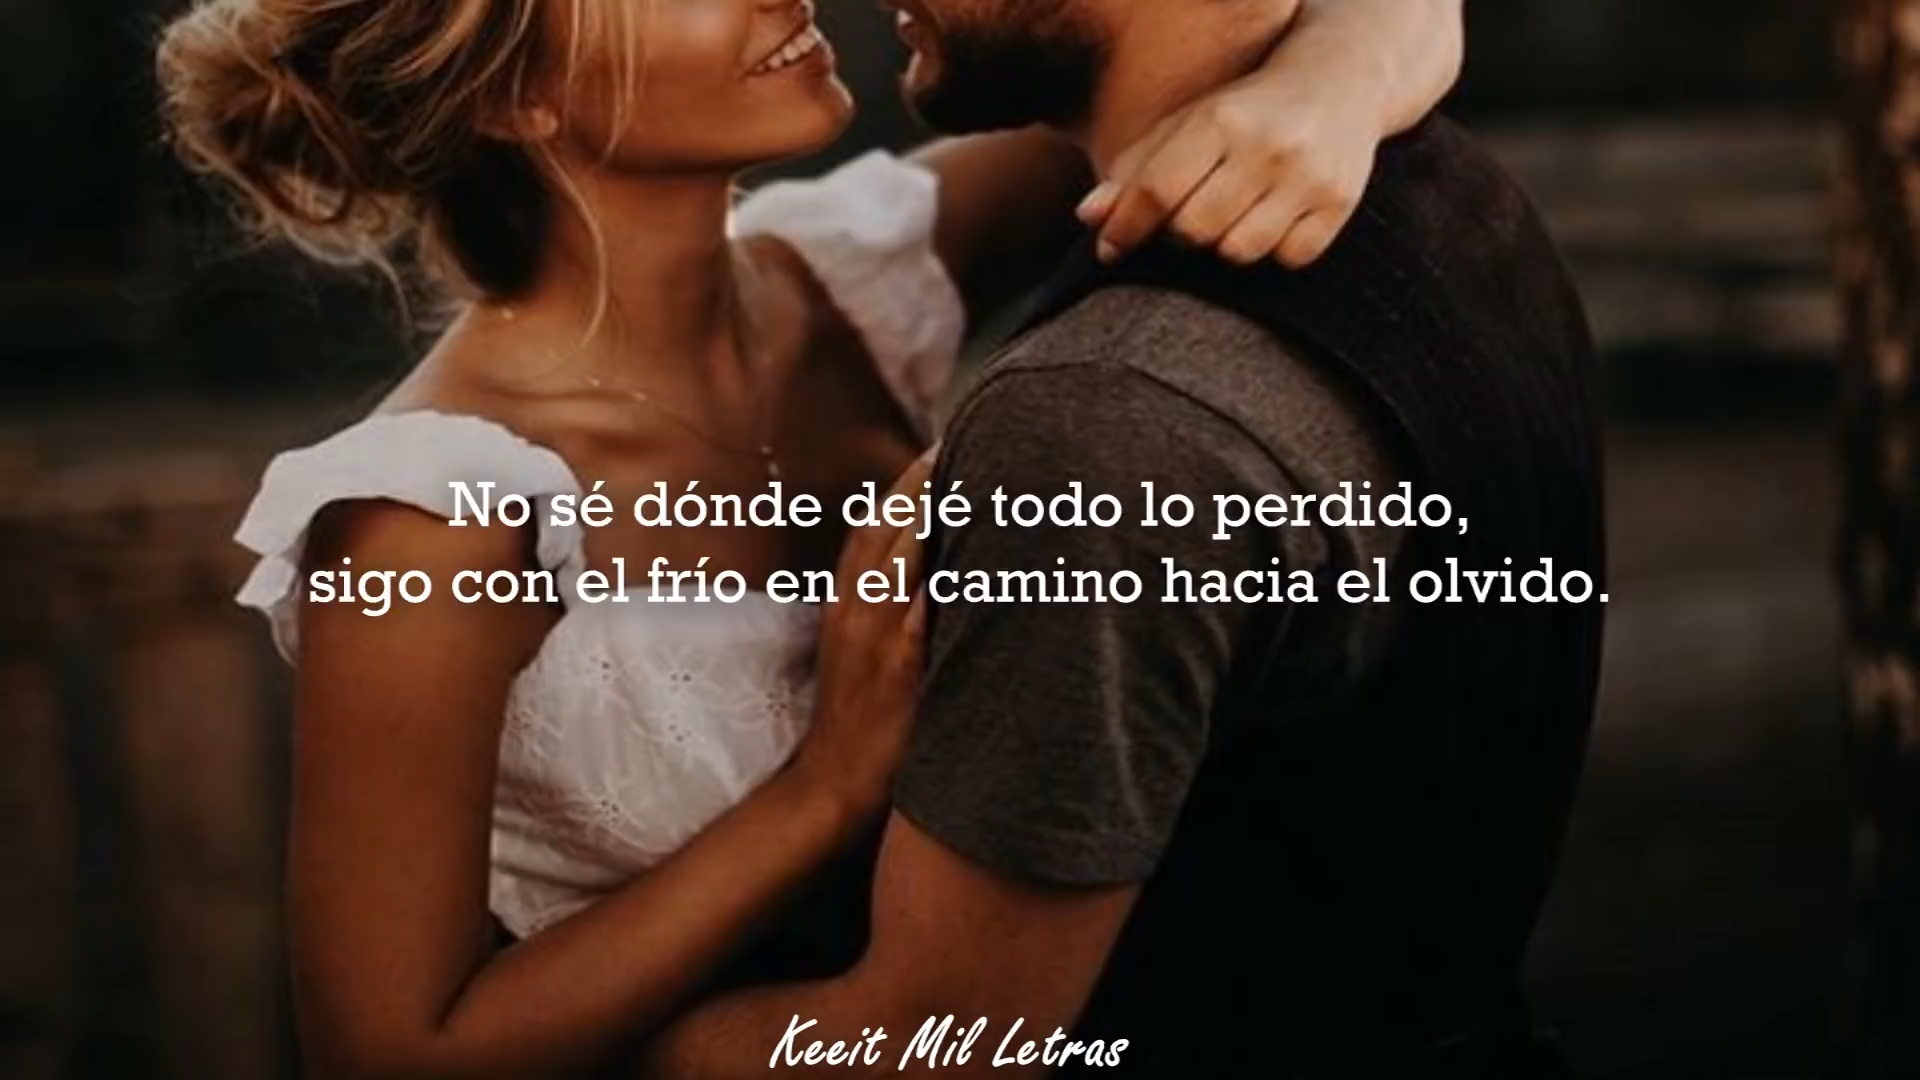 No sé dónde dejé todo lo perdido,
sigo con el frío en el camino hacia el olvido.
Keeit Mil Letras